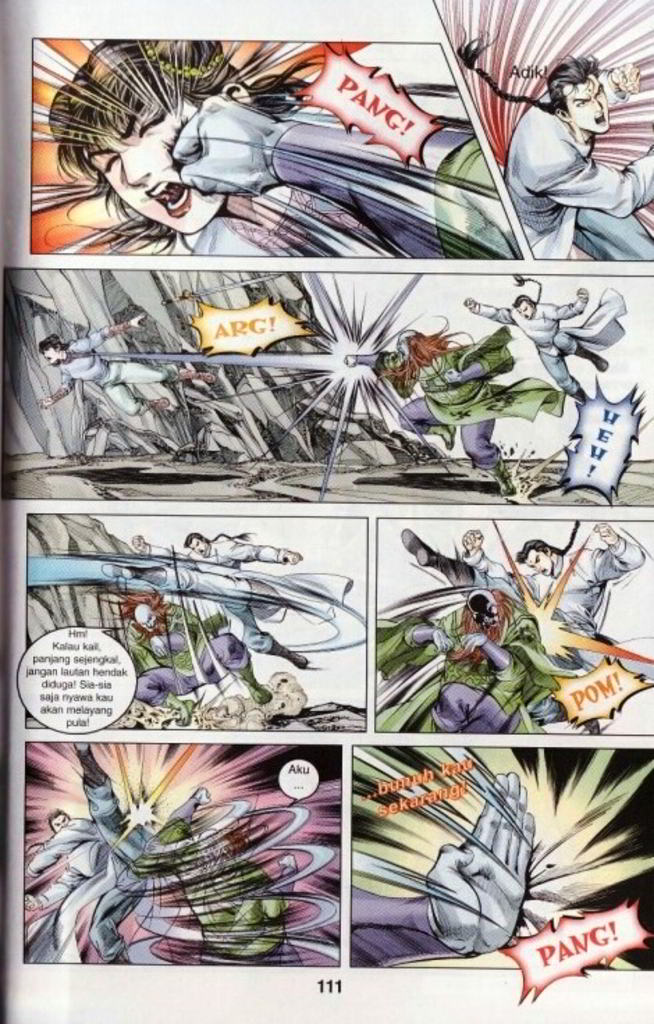 PANG!
Adik!
ARG!
HEH!
Hm!
Kalau kail,
panjang sejengkal,
jangan lautan hendak
diduga! Sia-sia
saja nyawa kau
akan melayang
pula!
POM!
Aku
...
...bunuh kau
sekarang!
PANG!
111